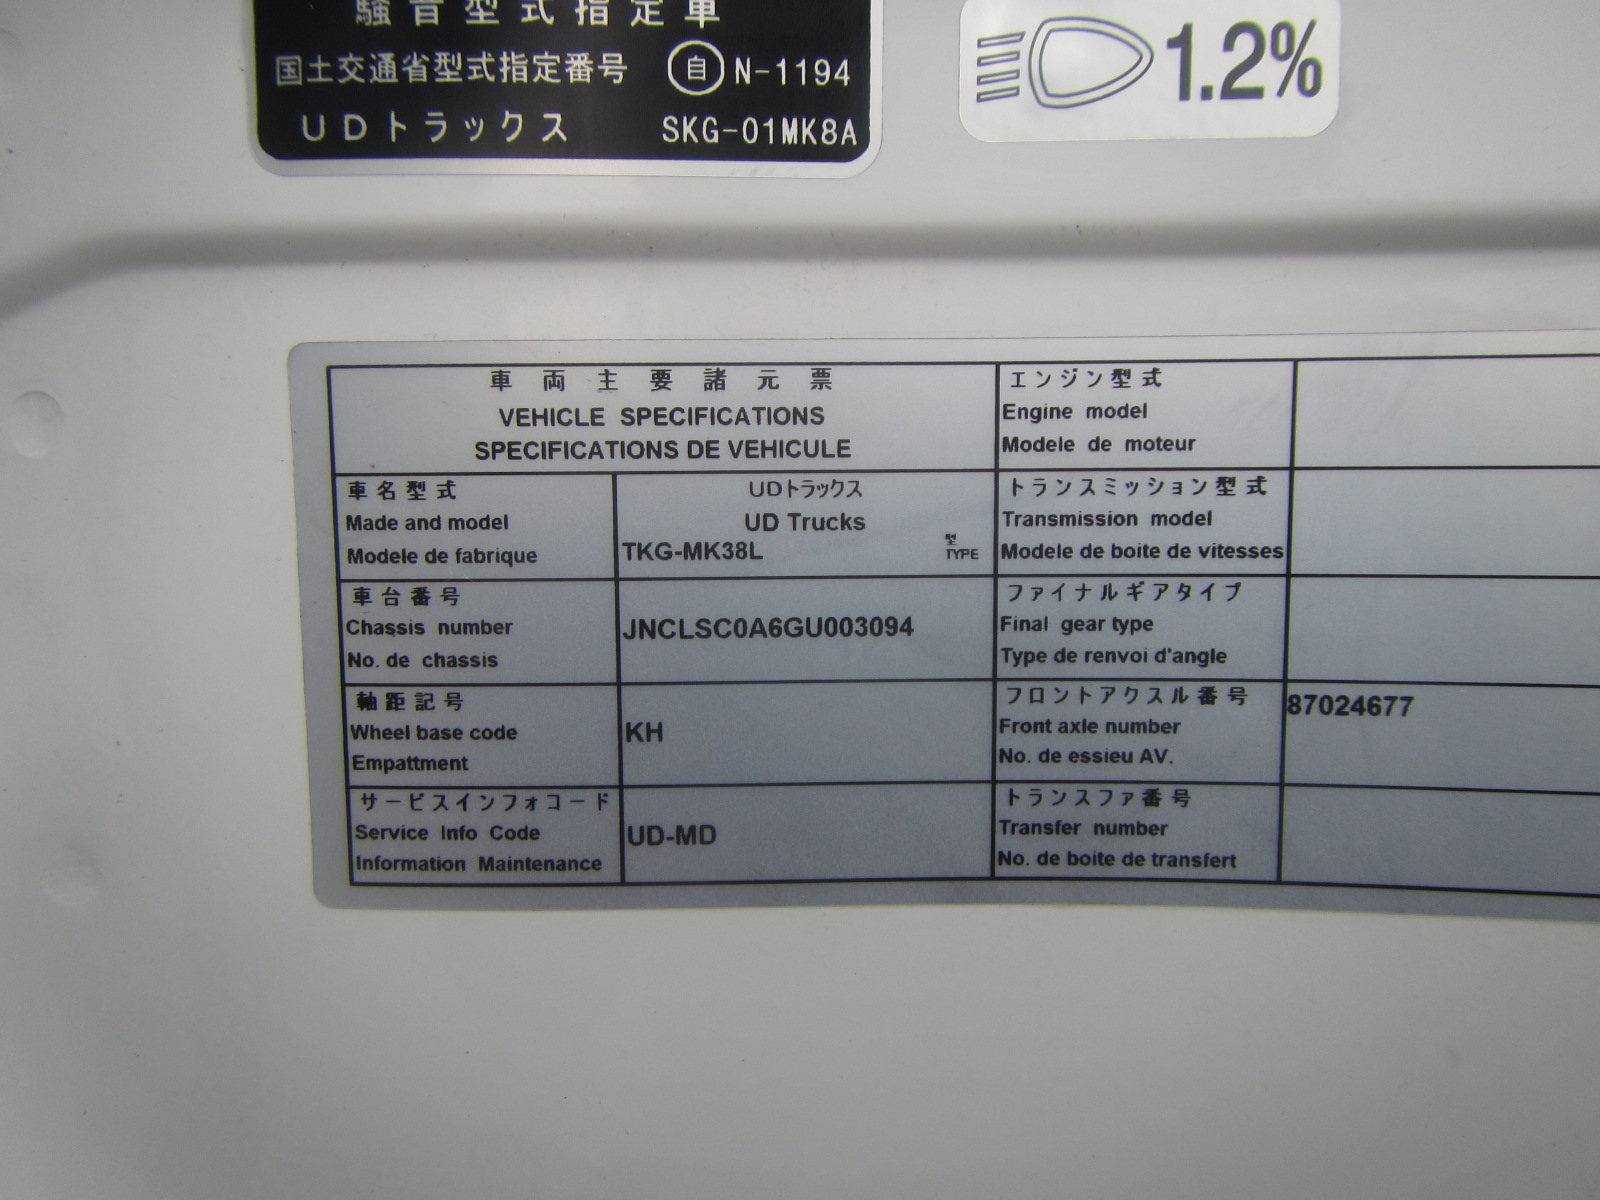 騒音型式指定車
国土交通省型式指定番号 自 N-1194
UDトラックス SKG-01MK8A
1.2%
車両主要諸元票
VEHICLE SPECIFICATIONS
SPECIFICATIONS DE VEHICULE
エンジン型式
Engine model
Modele de moteur
車名型式
Made and model
Modele de fabrique
UDトラックス
UD Trucks
TKG-MK38L
型
TYPE
トランスミッション型式
Transmission model
Modele de boite de vitesses
車台番号
Chassis number
No. de chassis
JNCLSC0A6GU003094
ファイナルギアタイプ
Final gear type
Type de renvoi d'angle
軸距記号
Wheel base code
Empattment
KH
フロントアクスル番号
Front axle number
No. de essieu AV.
87024677
サービスインフォコード
Service Info Code
Information Maintenance
UD-MD
トランスファ番号
Transfer number
No. de boite de transfert